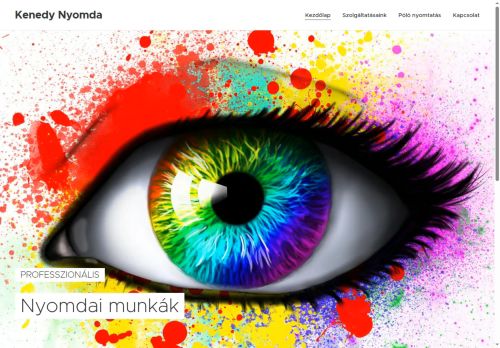 Kenedy Nyomda
Kezdőlap Szolgáltatásaink Póló nyomtatás Kapcsolat
PROFESSZIONÁLIS
Nyomdai munkák